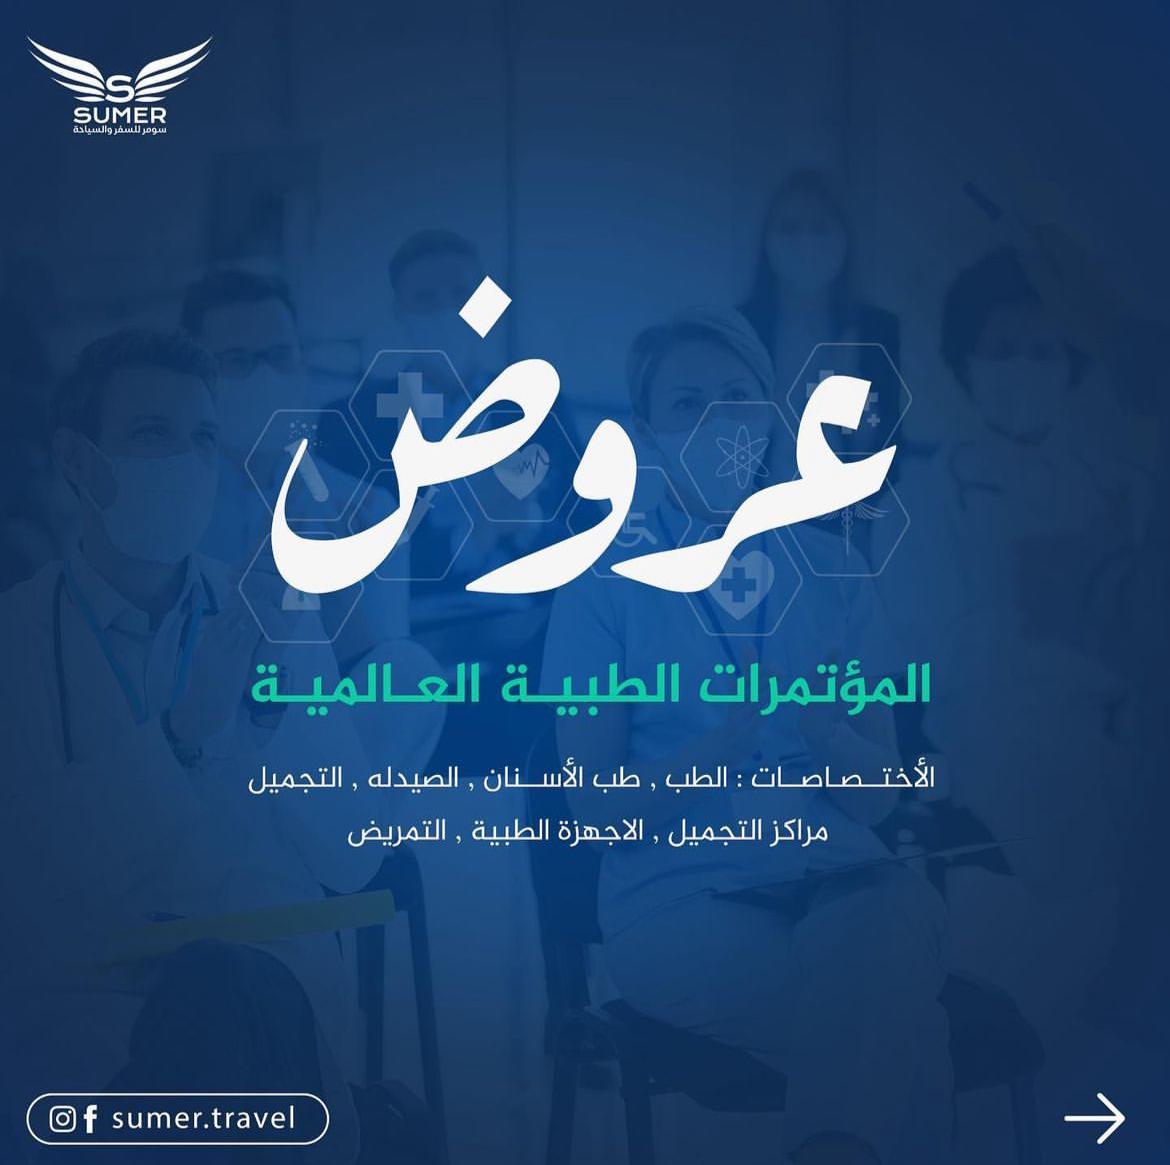 SUMER
سومر للسفر والسياحة
عروض
المؤتمرات الطبية العالمية
الأختصاصات : الطب , طب الأسنان , الصيدله , التجميل
مراكز التجميل , الاجهزة الطبية , التمريض
sumer.travel